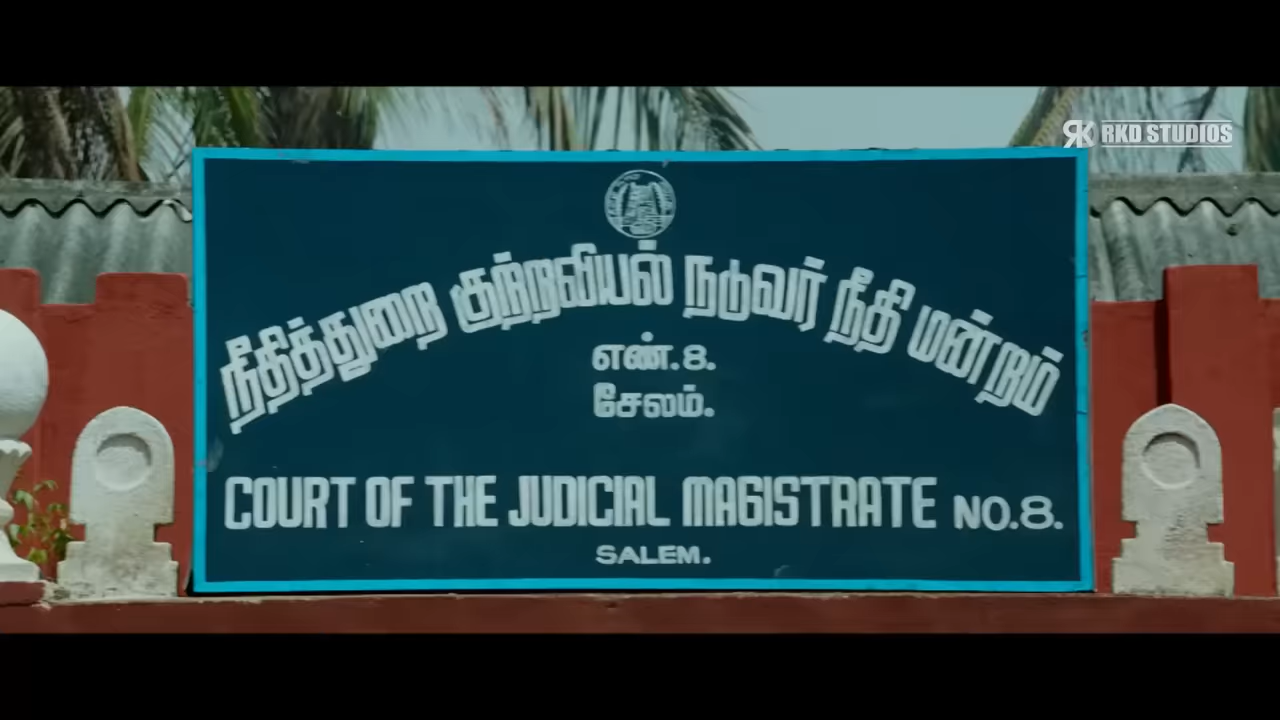 RKD STUDIOS
நீதித்துறை குற்றவியல் நடுவர் நீதி மன்றம்
எண்.8.
சேலம்.
COURT OF THE JUDICIAL MAGISTRATE NO.8.
SALEM.